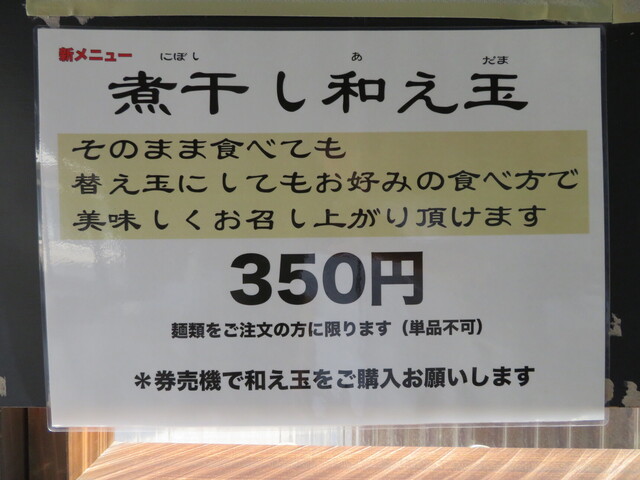 新メニュー
にぼし あ だま
煮干し和え玉
そのまま食べても
替え玉にしてもお好みの食べ方で
美味しくお召し上がり頂けます
350円
麺類をご注文の方に限ります（単品不可）
＊券売機で和え玉をご購入お願いします